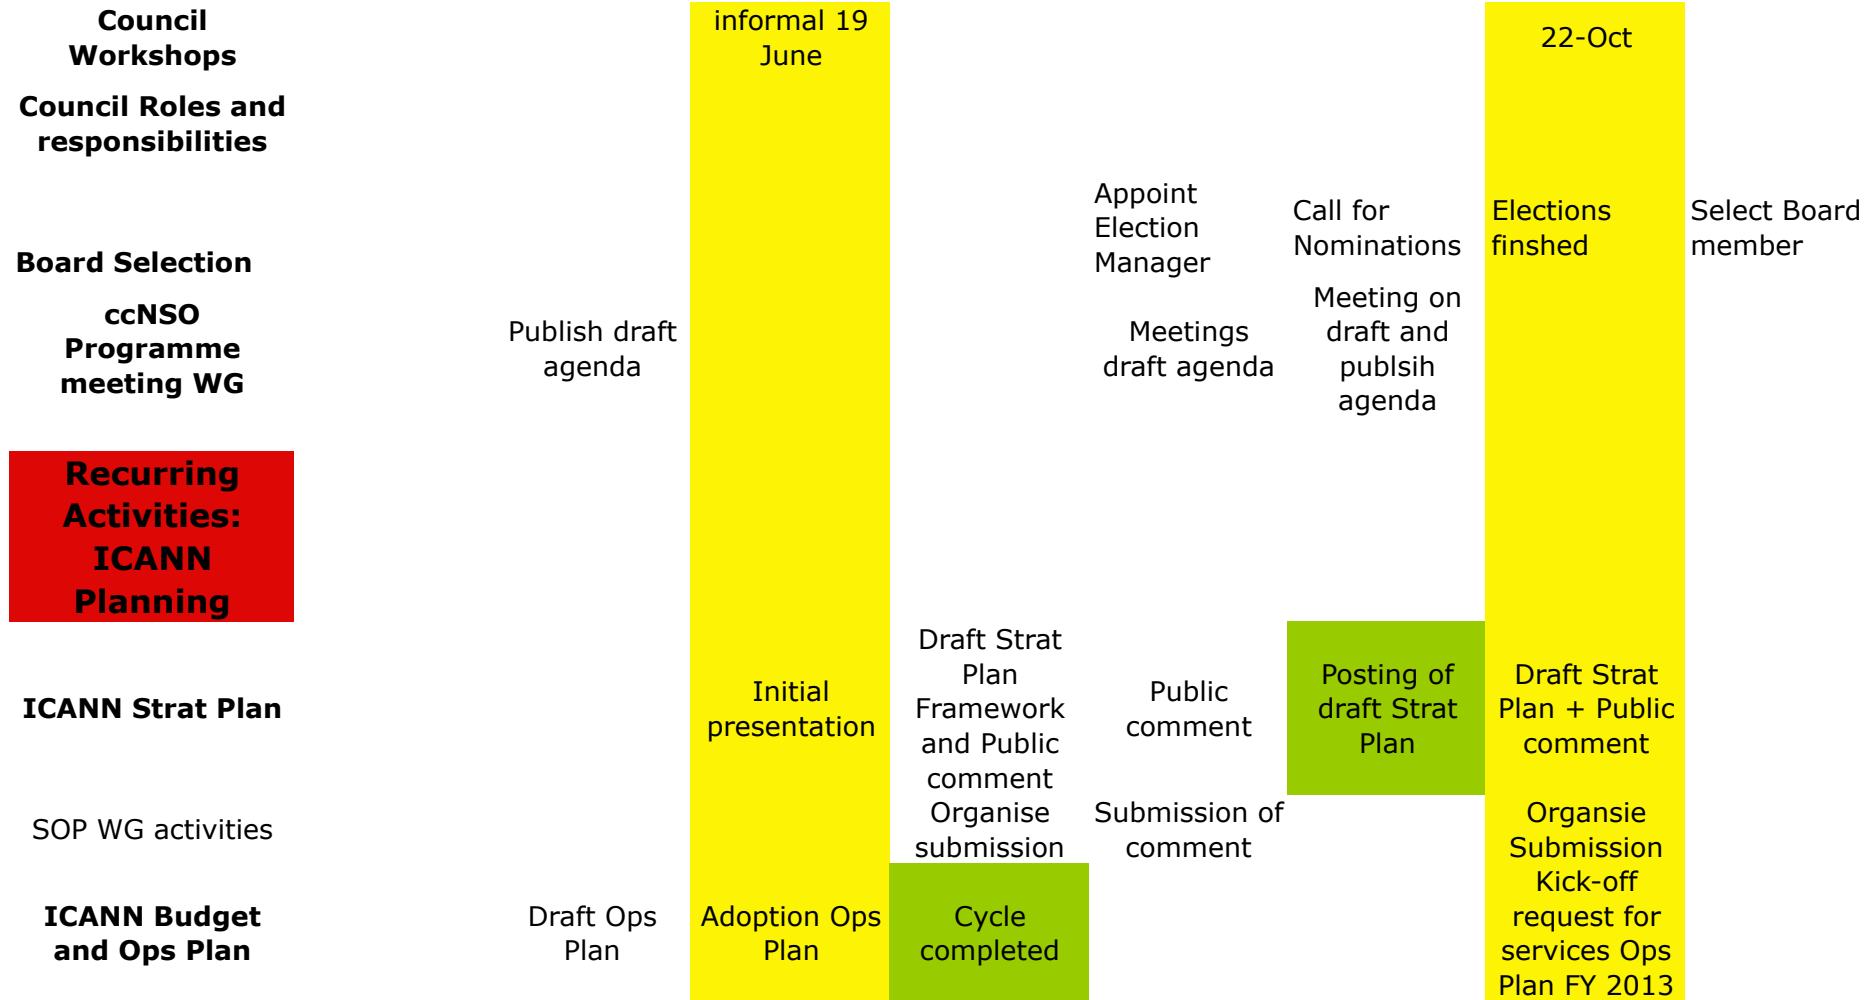 Council
Workshops
informal 19
June
22-Oct
Council Roles and
responsibilities
Board Selection
Appoint
Election
Manager
Call for
Nominations
Elections
finshed
Select Board
member
ccNSO
Programme
meeting WG
Publish draft
agenda
Meetings
draft agenda
Meeting on
draft and
publsih
agenda
Recurring
Activities:
ICANN
Planning
ICANN Strat Plan
Initial
presentation
Draft Strat
Plan
Framework
and Public
comment
Public
comment
Posting of
draft Strat
Plan
Draft Strat
Plan + Public
comment
SOP WG activities
Organise
submission
Submission of
comment
Organsie
Submission
ICANN Budget
and Ops Plan
Draft Ops
Plan
Adoption Ops
Plan
Cycle
completed
Kick-off
request for
services Ops
Plan FY 2013